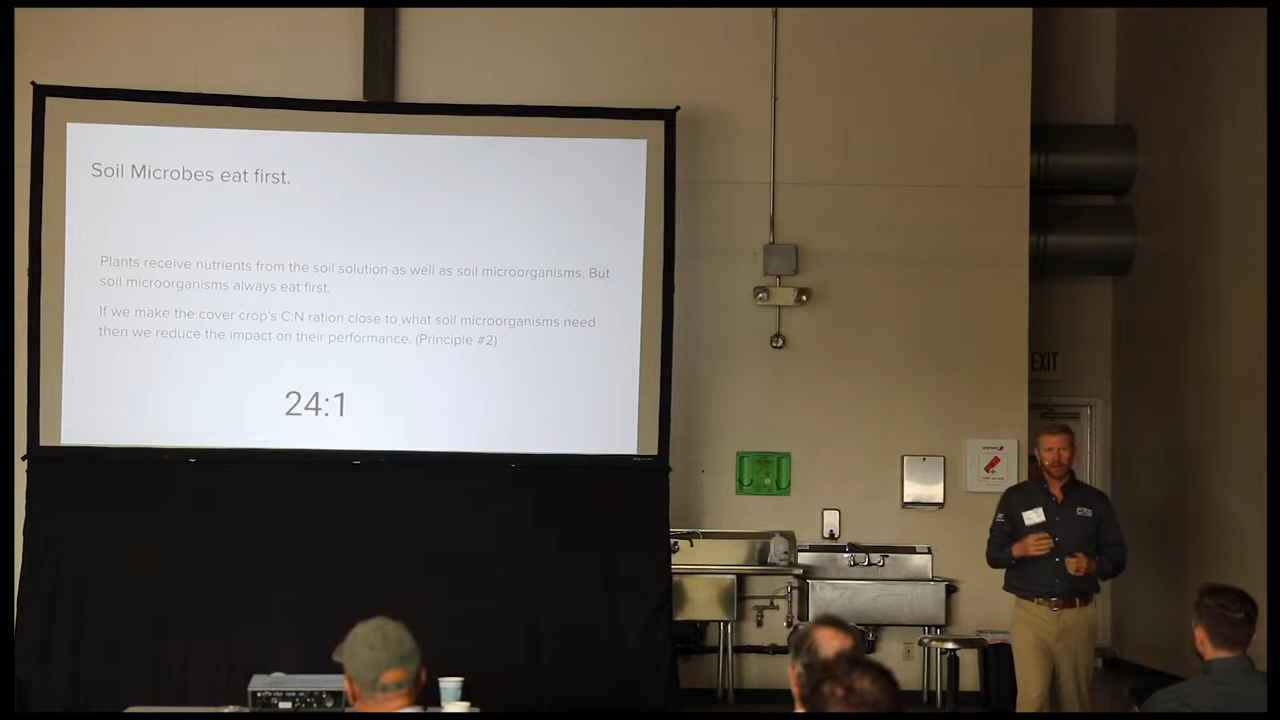 Soil Microbes eat first.
Plants receive nutrients from the soil solution as well as soil microorganisms. But
soil microorganisms always eat first.
If we make the cover crop's C:N ration close to what soil microorganisms need
then we reduce the impact on their performance. (Principle #2)
24:1
EXIT